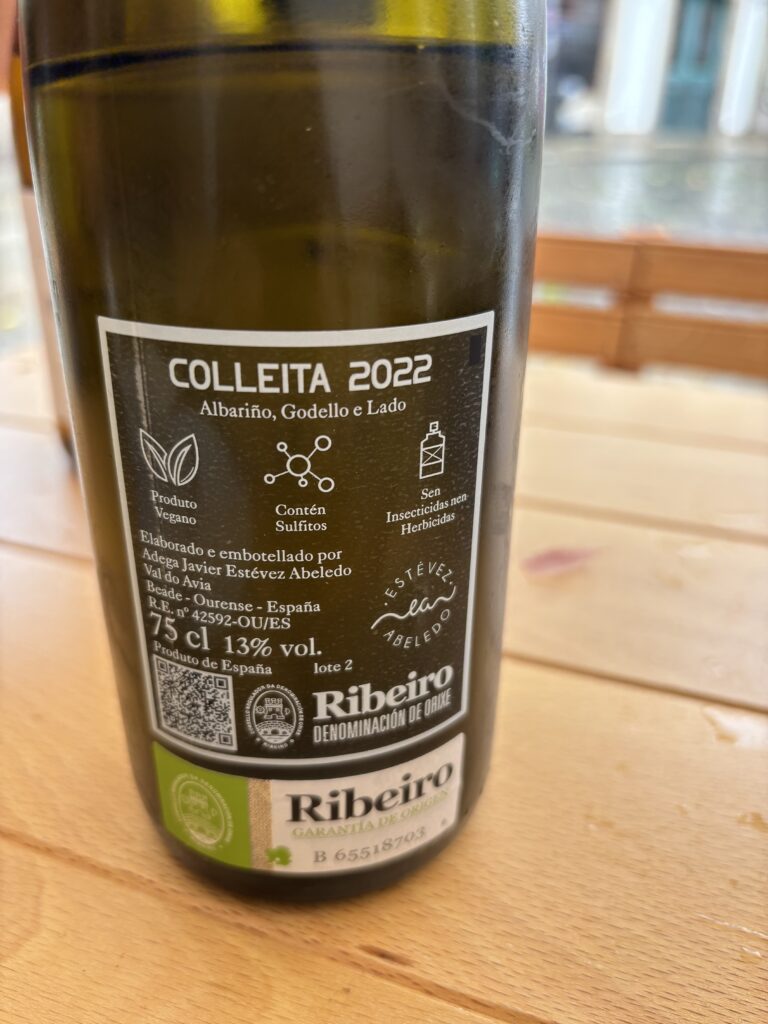 COLLEITA 2022
Albariño, Godello e Lado
Produto
Vegano
Contén
Sulfitos
Sen
Insecticidas nen
Herbicidas
Elaborado e embotellado por
Adega Javier Estévez Abeledo
Val do Avia
Beade - Ourense - España
R.E. nº 42592-OU/ES
75 cl 13% vol.
Produto de España lote 2
· ESTÉVEZ ·
ea
ABELEDO
Ribeiro
DENOMINACIÓN DE ORIXE
Ribeiro
GARANTÍA DE ORIGEN
B 65518703